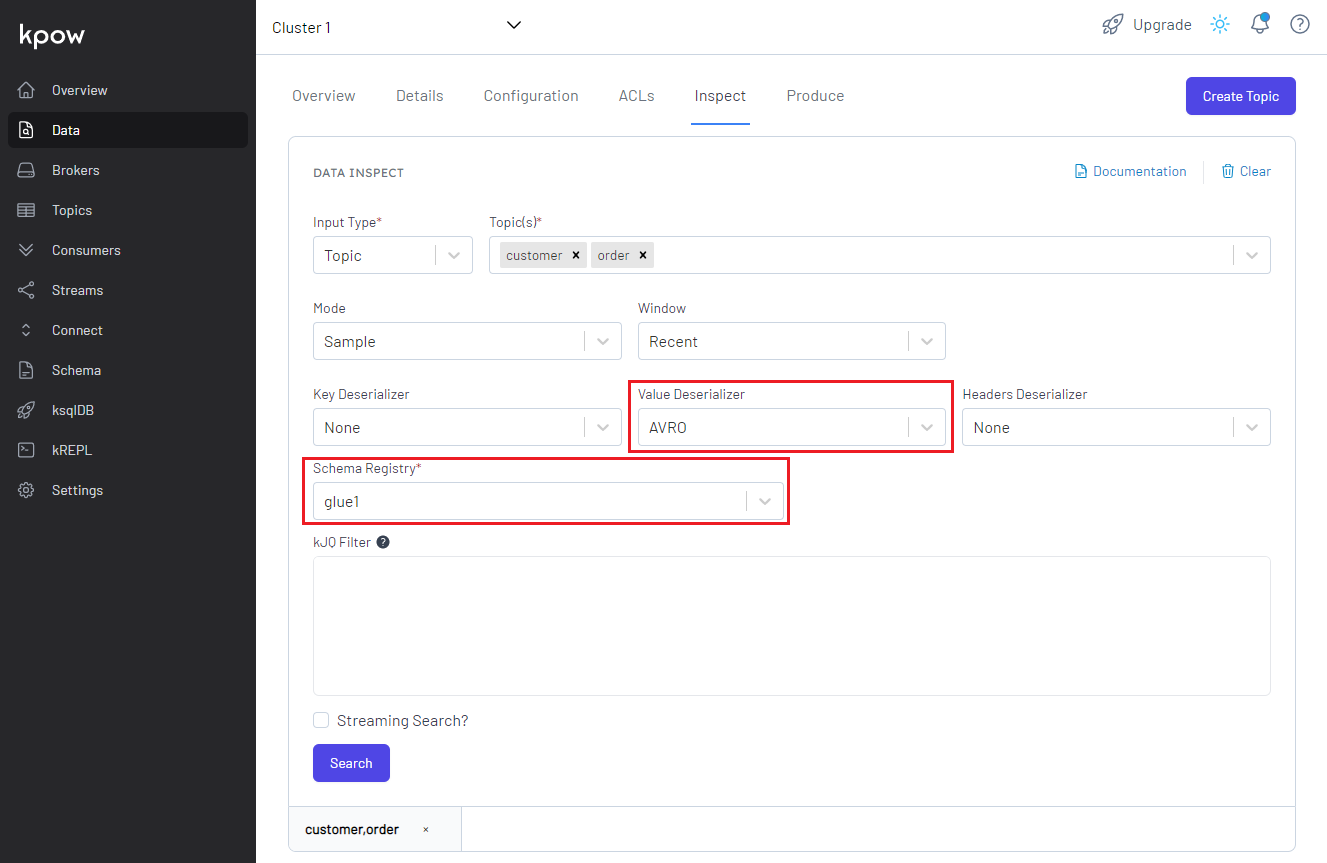 kpow
Cluster 1
Upgrade
Overview
Data
Brokers
Topics
Consumers
Streams
Connect
Schema
ksqlDB
kREPL
Settings
Overview Details Configuration ACLs Inspect Produce
Create Topic
DATA INSPECT
Documentation
Clear
Input Type* Topic(s)*
Topic customer × order ×
Mode Window
Sample Recent
Key Deserializer Value Deserializer Headers Deserializer
None AVRO None
Schema Registry*
glue1
kJQ Filter ?
Streaming Search?
Search
customer,order ×